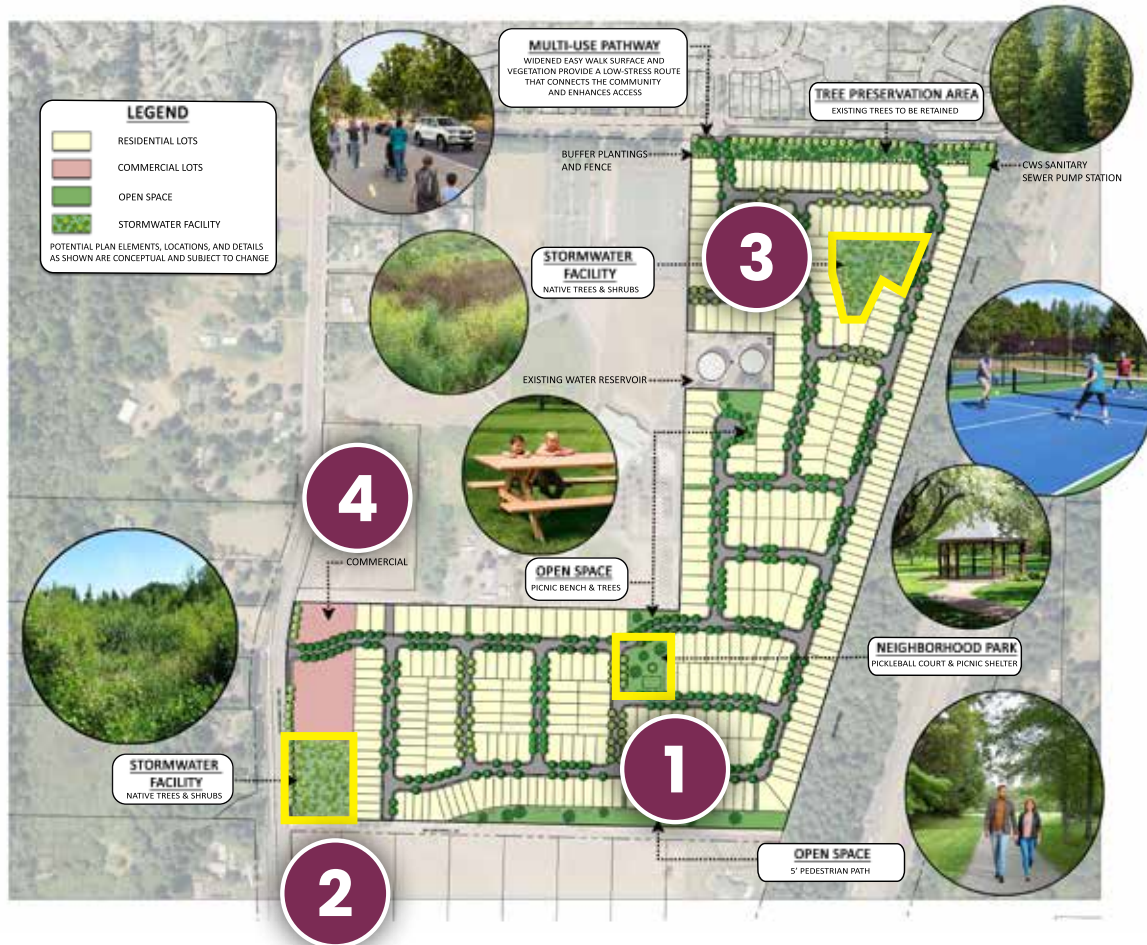 MULTI-USE PATHWAY
WIDENED EASY WALK SURFACE AND
VEGETATION PROVIDE A LOW-STRESS ROUTE
THAT CONNECTS THE COMMUNITY
AND ENHANCES ACCESS
TREE PRESERVATION AREA
EXISTING TREES TO BE RETAINED
LEGEND
RESIDENTIAL LOTS
COMMERCIAL LOTS
OPEN SPACE
STORMWATER FACILITY
POTENTIAL PLAN ELEMENTS, LOCATIONS, AND DETAILS
AS SHOWN ARE CONCEPTUAL AND SUBJECT TO CHANGE
BUFFER PLANTINGS
AND FENCE
CWS SANITARY
SEWER PUMP STATION
3
STORMWATER
FACILITY
NATIVE TREES & SHRUBS
EXISTING WATER RESERVOIR
4
COMMERCIAL
OPEN SPACE
PICNIC BENCH & TREES
NEIGHBORHOOD PARK
PICKLEBALL COURT & PICNIC SHELTER
1
STORMWATER
FACILITY
NATIVE TREES & SHRUBS
OPEN SPACE
5' PEDESTRIAN PATH
2